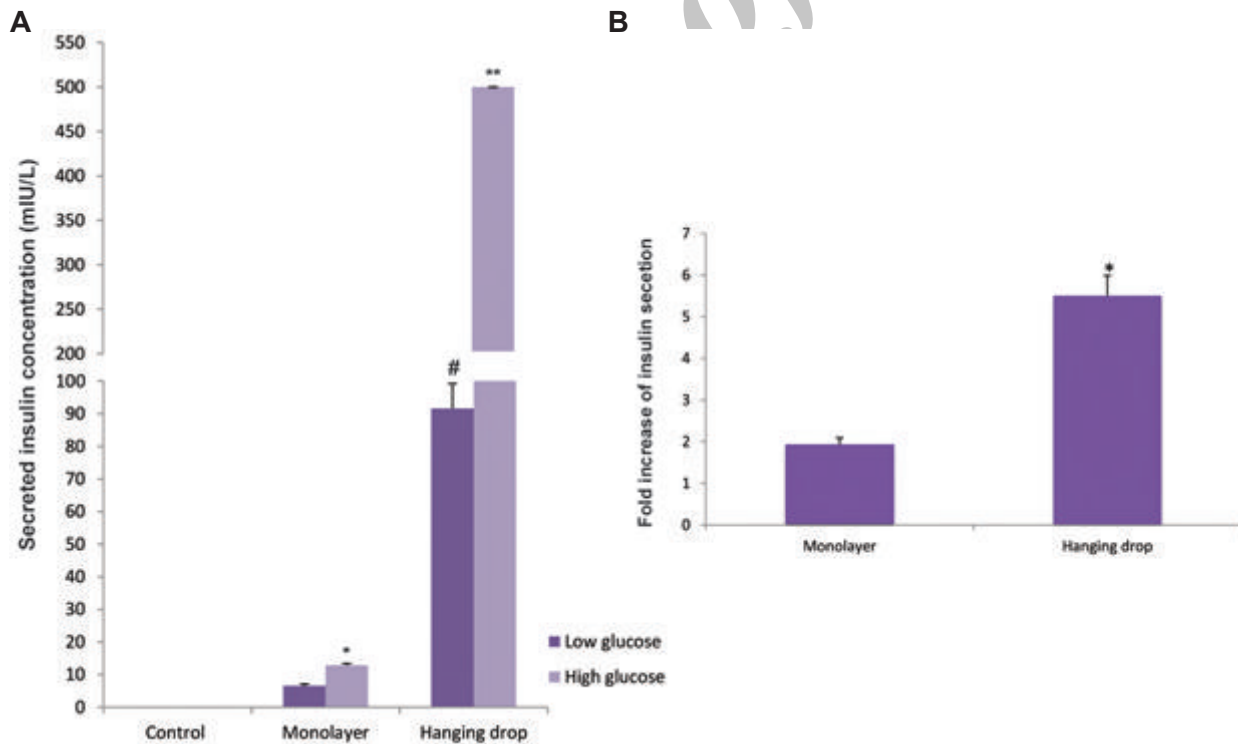 A
Secreted insulin concentration (mIU/L)
550
500
450
400
350
300
250
200
100
90
80
70
60
50
40
30
20
10
0
*
#
**
Control
Monolayer
Hanging drop
Low glucose
High glucose
B
Fold increase of insulin secetion
7
6
5
4
3
2
1
0
*
Monolayer
Hanging drop